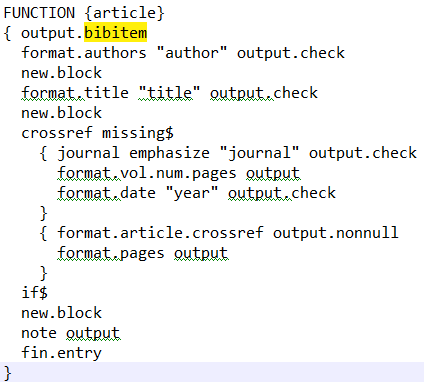 FUNCTION {article}
{ output.bibitem
  format.authors "author" output.check
  new.block
  format.title "title" output.check
  new.block
  crossref missing$
    { journal emphasize "journal" output.check
      format.vol.num.pages output
      format.date "year" output.check
    }
    { format.article.crossref output.nonnull
      format.pages output
    }
  if$
  new.block
  note output
  fin.entry
}